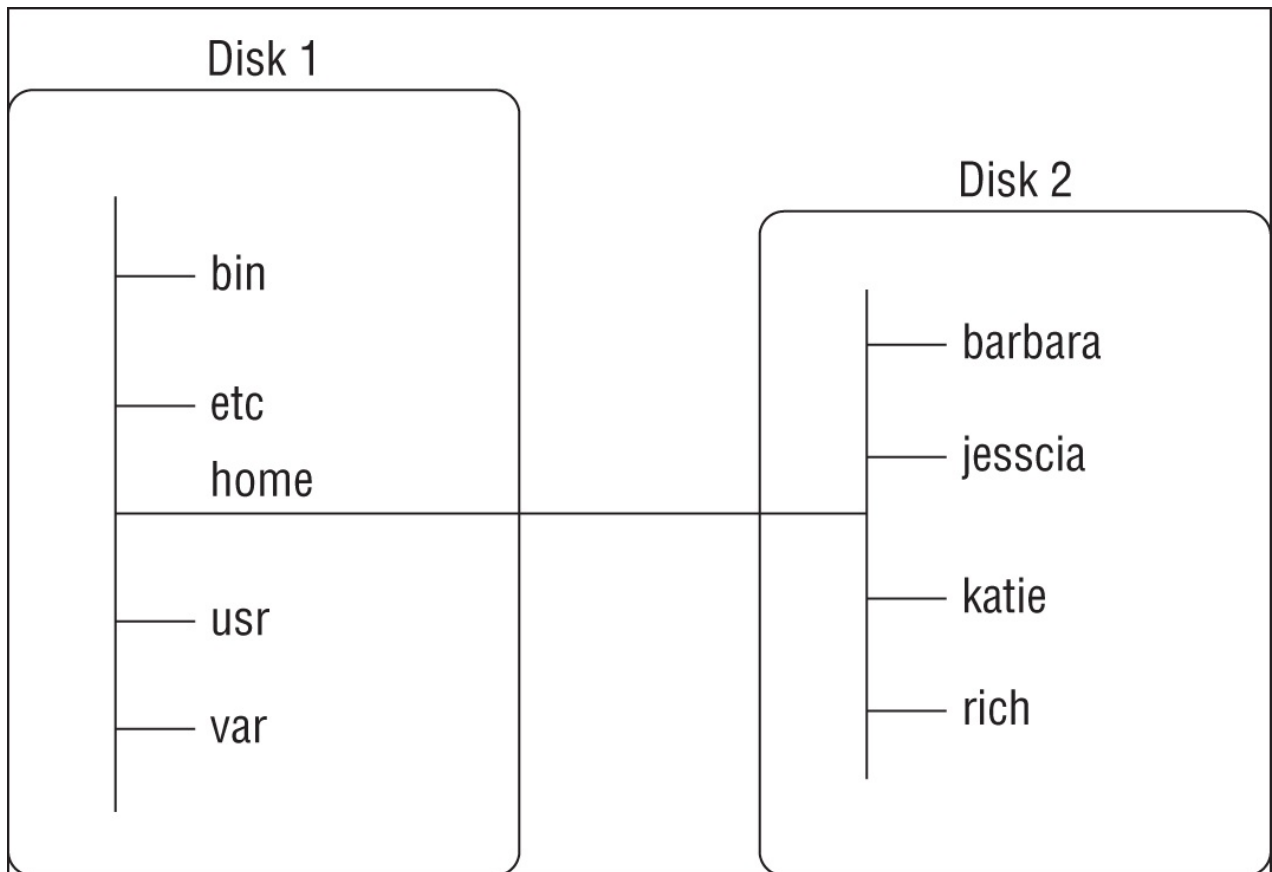 Disk 1
bin
etc
home
usr
var
Disk 2
barbara
jesscia
katie
rich